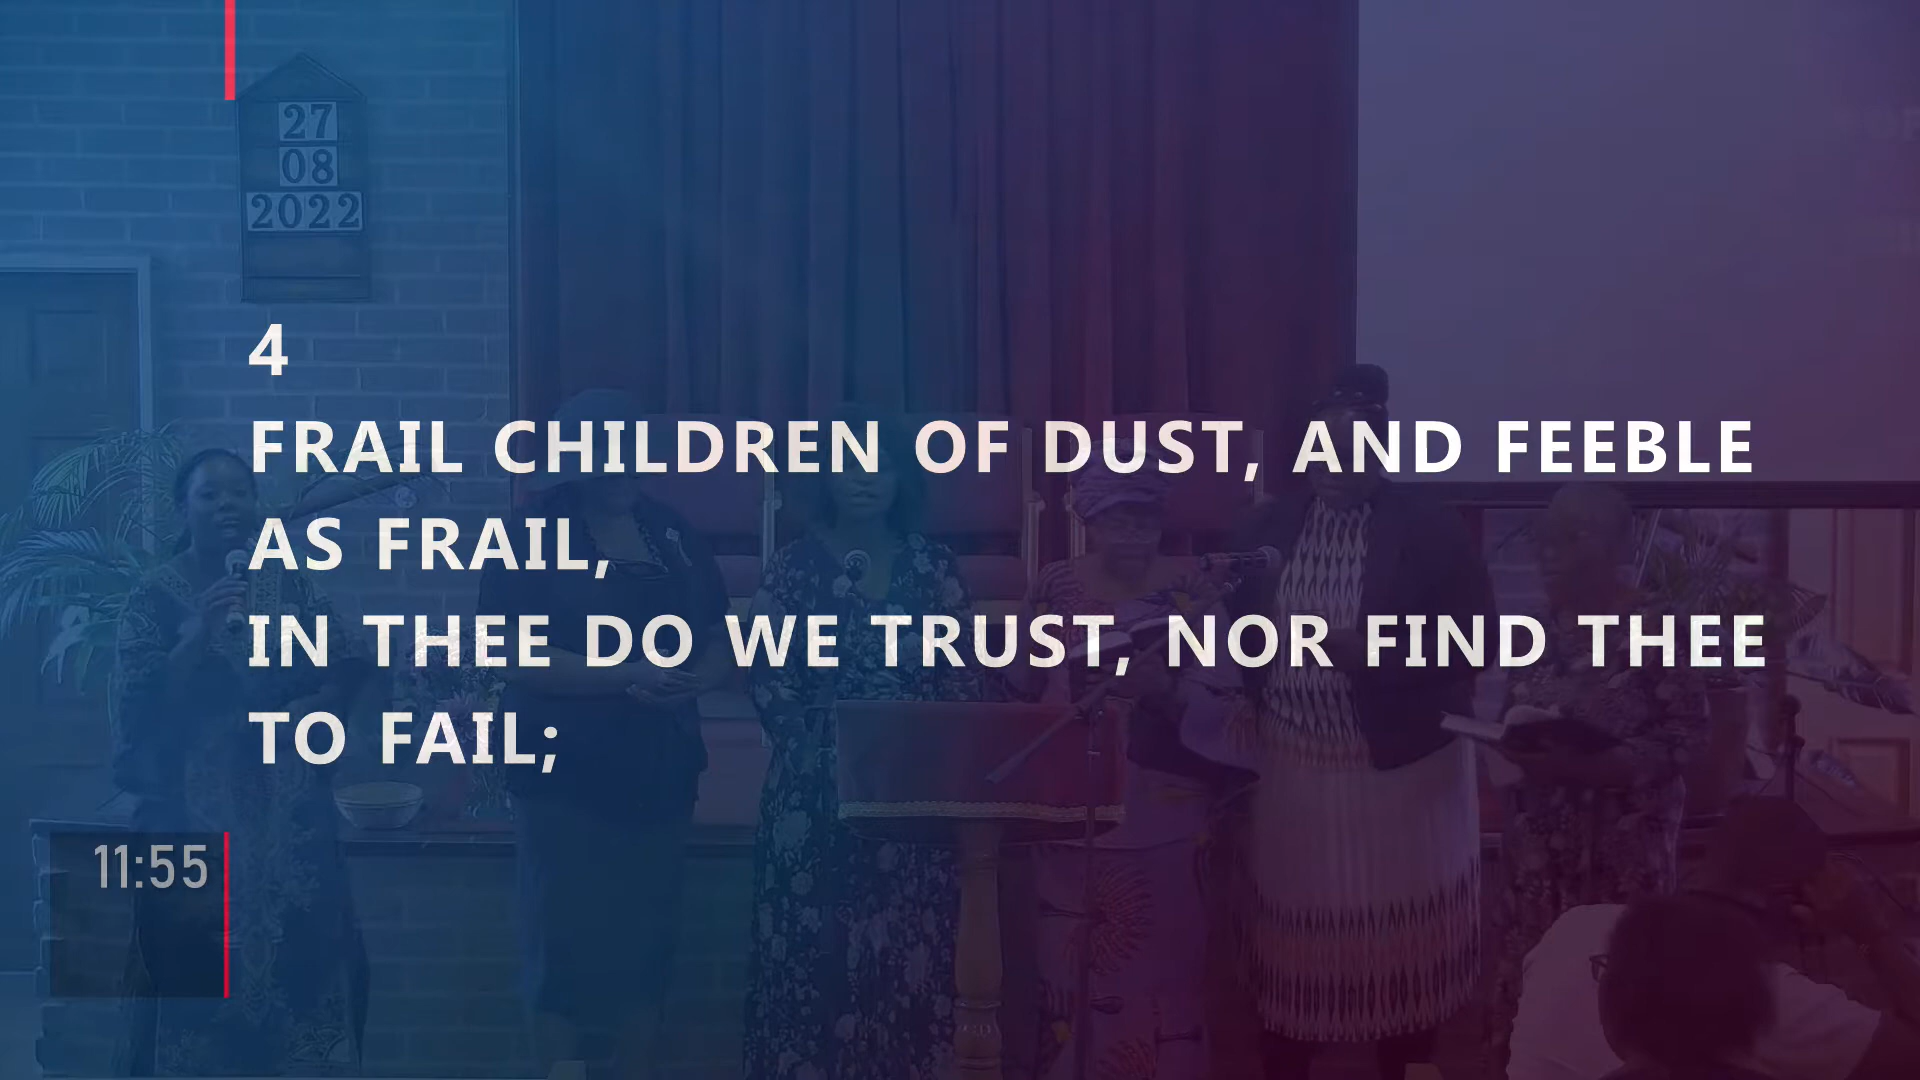 27
08
2022
4
FRAIL CHILDREN OF DUST, AND FEEBLE
AS FRAIL,
IN THEE DO WE TRUST, NOR FIND THEE
TO FAIL;
11:55